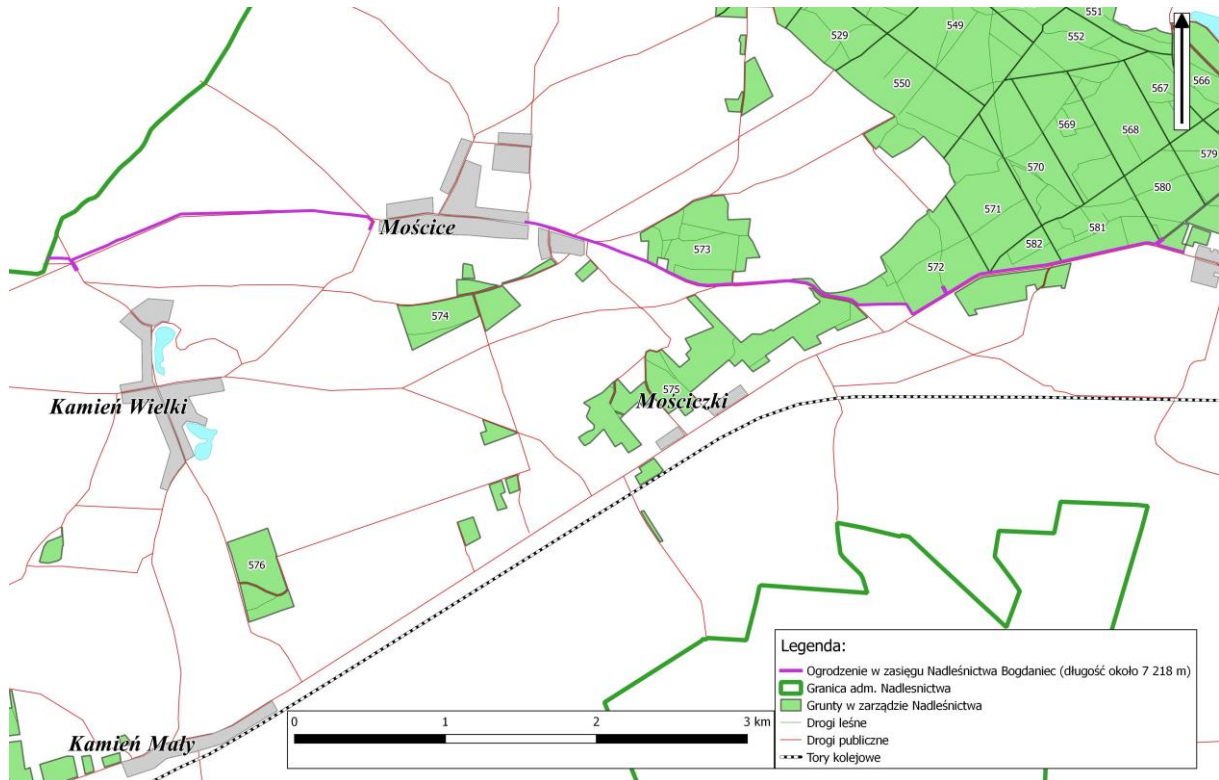 551
529
549
552
550
567
566
569
568
579
570
580
571
581
582
573
572
Mościce
574
575
Mościczki
Kamień Wielki
576
Kamień Mały
Legenda:
Ogrodzenie w zasięgu Nadleśnictwa Bogdaniec (długość około 7 218 m)
Granica adm. Nadlesnictwa
Grunty w zarządzie Nadleśnictwa
Drogi leśne
Drogi publiczne
Tory kolejowe
0 1 2 3 km